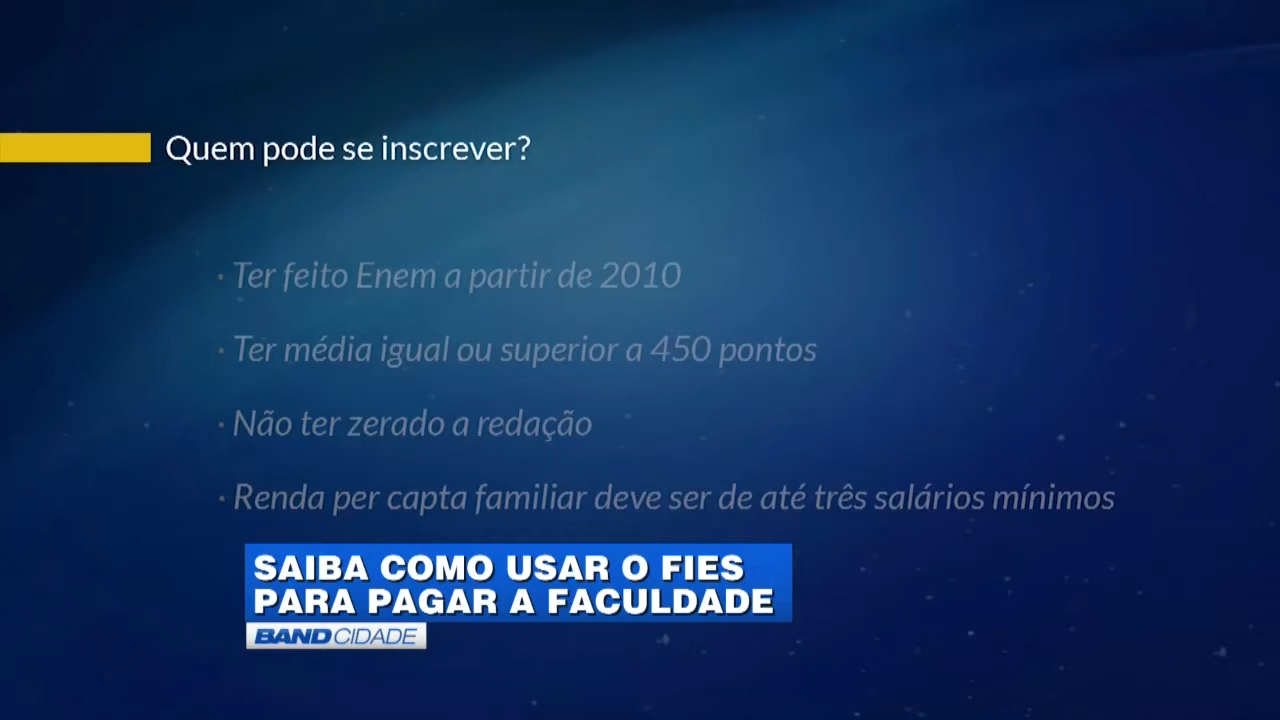 Quem pode se inscrever?
· Ter feito Enem a partir de 2010
· Ter média igual ou superior a 450 pontos
· Não ter zerado a redação
· Renda per capta familiar deve ser de até três salários mínimos
SAIBA COMO USAR O FIES
PARA PAGAR A FACULDADE
BAND CIDADE